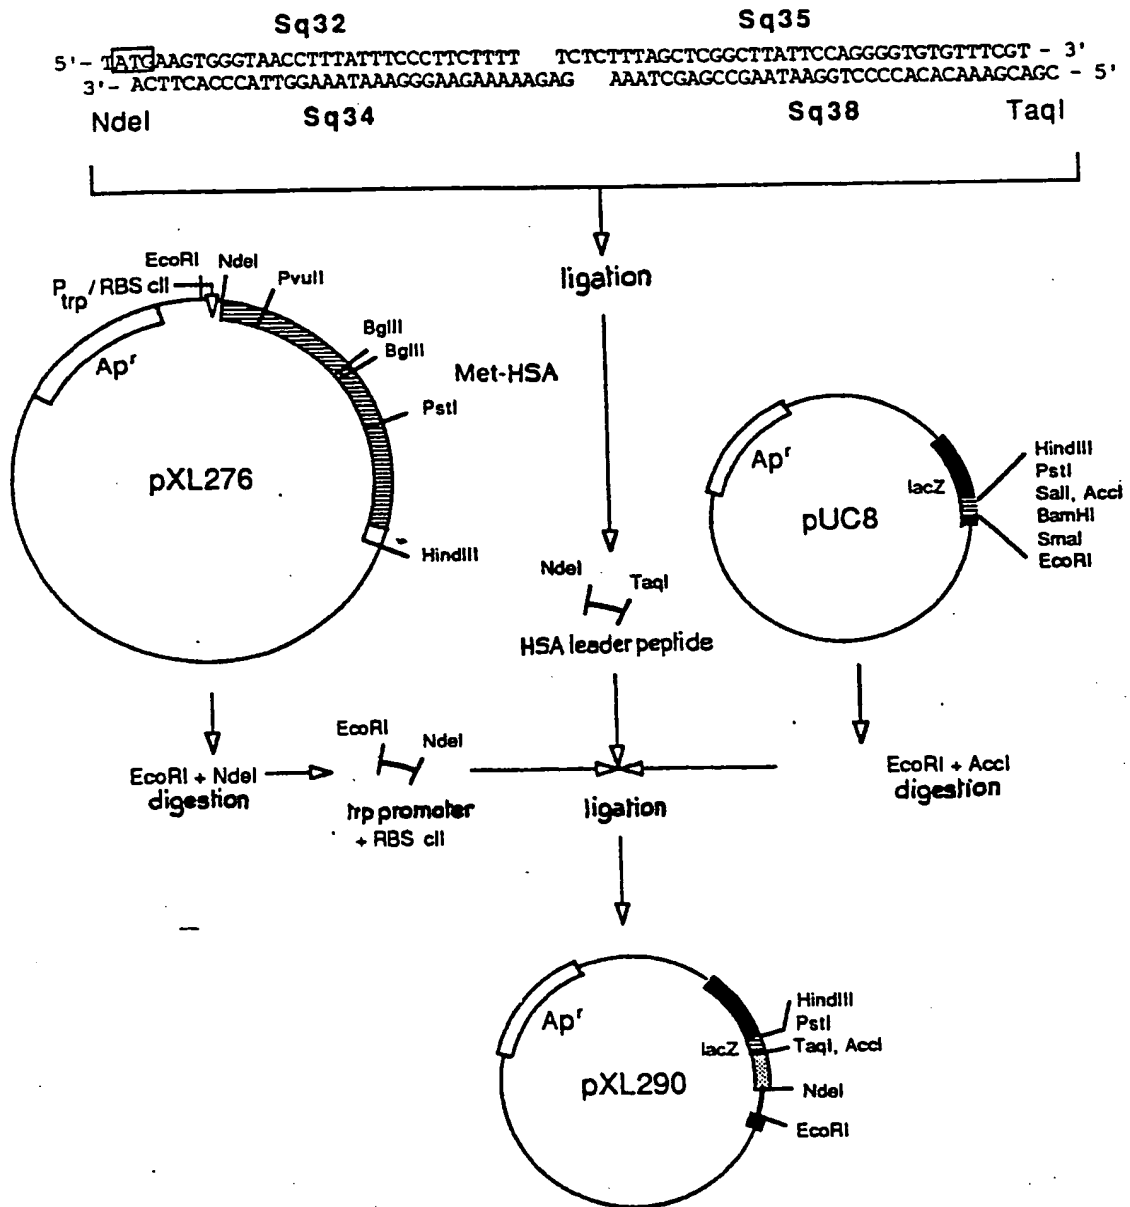 Sq32 Sq35
5'- TATGAAGTGGGTAACCTTTATTTCCCTTCTTTT TCTCTTTAGCTCGGCTTATTCCAGGGGTGTGTTTCGT - 3'
3'- ACTTCACCCATTGGAAATAAAGGGAAGAAAAAGAG AAATCGAGCCGAATAAGGTCCCCACACAAAGCAGC - 5'
NdeI Sq34 Sq38 TaqI
ligation
EcoRI NdeI
Ptrp/RBS cII
PvuII
BglII
BglII
Met-HSA
PstI
Apr
pXL276
HindIII
Apr
lacZ
pUC8
HindIII
PstI
SalI, AccI
BamHI
SmaI
EcoRI
NdeI TaqI
HSA leader peptide
EcoRI + NdeI
digestion
EcoRI NdeI
trp promoter
+ RBS cII
ligation
EcoRI + AccI
digestion
Apr
lacZ
pXL290
HindIII
PstI
TaqI, AccI
NdeI
EcoRI